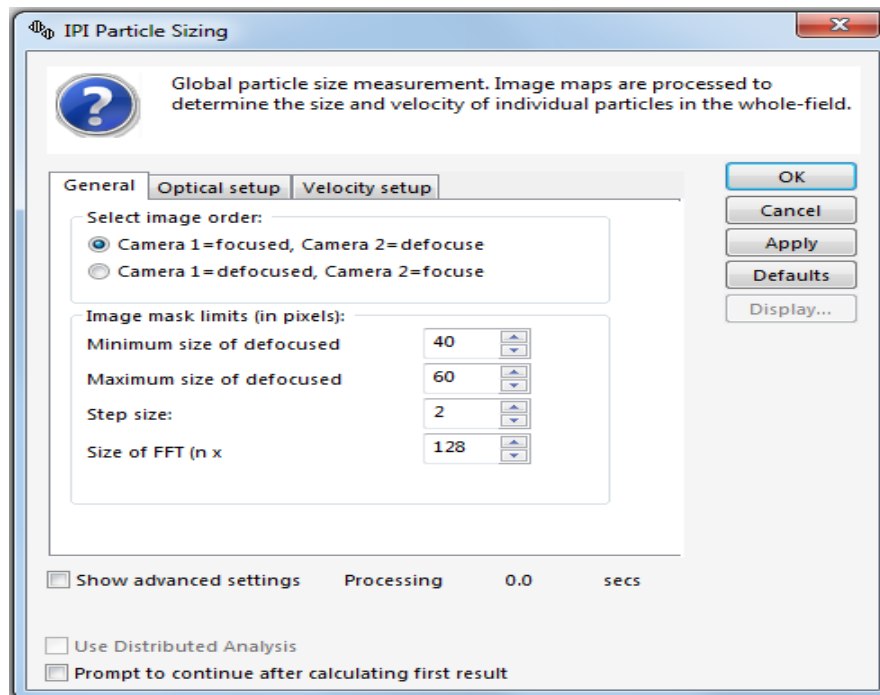 IPI Particle Sizing
Global particle size measurement. Image maps are processed to
determine the size and velocity of individual particles in the whole-field.
General Optical setup Velocity setup
Select image order:
Camera 1=focused, Camera 2=defocuse
Camera 1=defocused, Camera 2=focuse
Image mask limits (in pixels):
Minimum size of defocused 40
Maximum size of defocused 60
Step size: 2
Size of FFT (n x 128
OK
Cancel
Apply
Defaults
Display...
Show advanced settings Processing 0.0 secs
Use Distributed Analysis
Prompt to continue after calculating first result